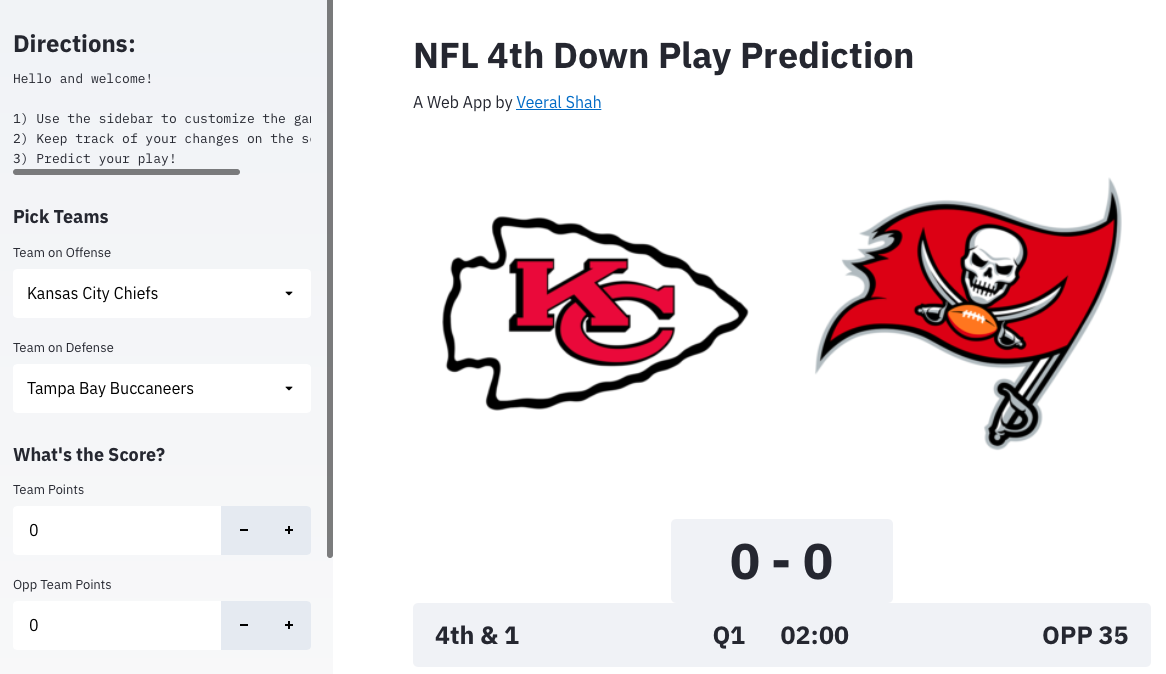 Directions:
Hello and welcome!
1) Use the sidebar to customize the
2) Keep track of your changes on the
3) Predict your play!
Pick Teams
Team on Offense
Kansas City Chiefs
Team on Defense
Tampa Bay Buccaneers
What's the Score?
Team Points
0 − +
Opp Team Points
0 − +
NFL 4th Down Play Prediction
A Web App by Veeral Shah
KC
0 - 0
4th & 1 Q1 02:00 OPP 35